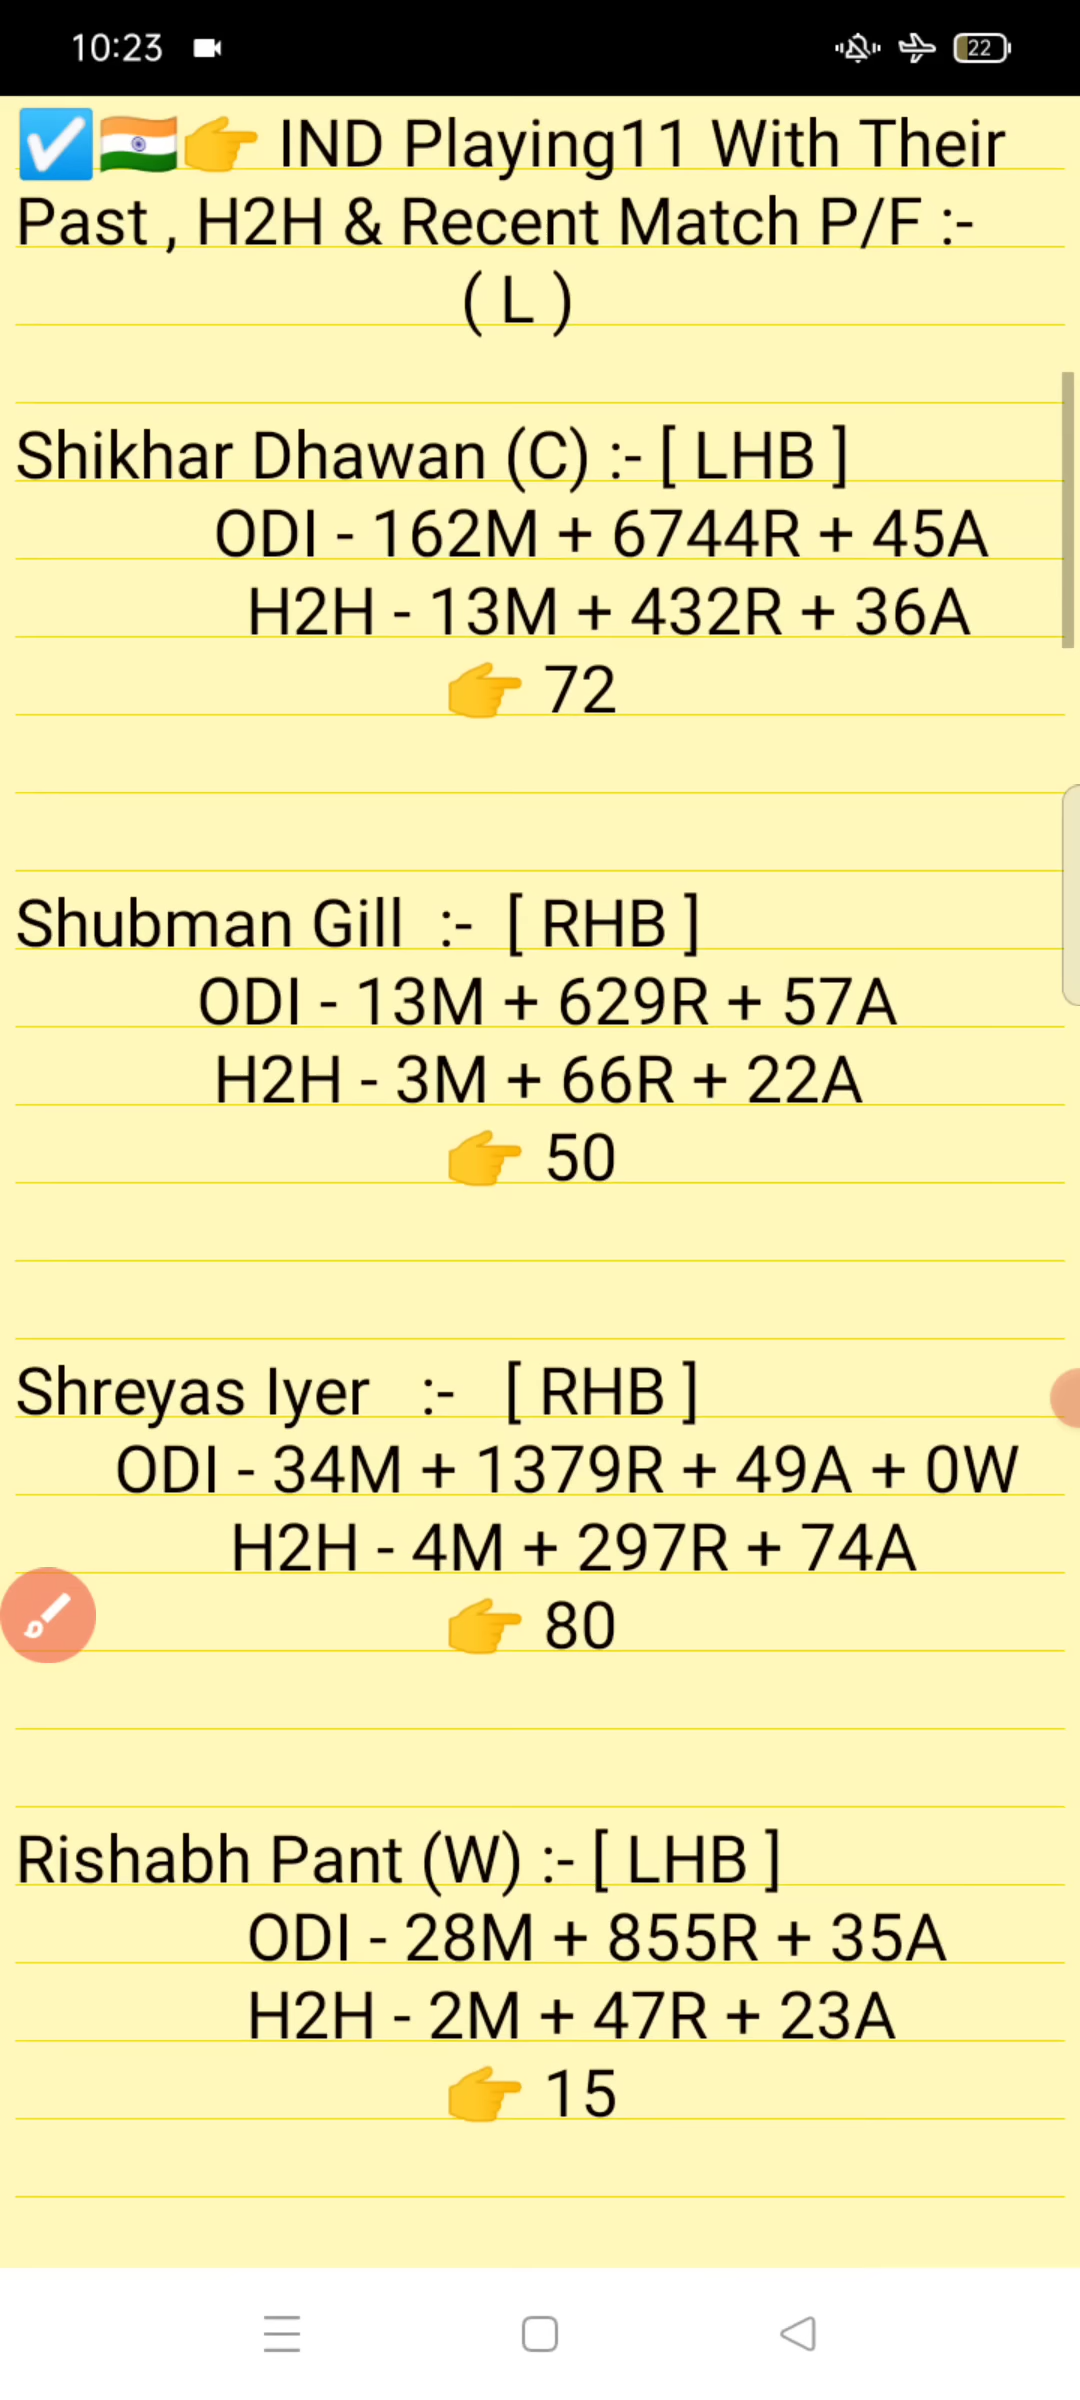 10:23
22
☑🇮🇳👉 IND Playing11 With Their
Past , H2H & Recent Match P/F :-
( L )
Shikhar Dhawan (C) :- [ LHB ]
ODI - 162M + 6744R + 45A
H2H - 13M + 432R + 36A
👉 72
Shubman Gill :- [ RHB ]
ODI - 13M + 629R + 57A
H2H - 3M + 66R + 22A
👉 50
Shreyas Iyer :- [ RHB ]
ODI - 34M + 1379R + 49A + 0W
H2H - 4M + 297R + 74A
👉 80
Rishabh Pant (W) :- [ LHB ]
ODI - 28M + 855R + 35A
H2H - 2M + 47R + 23A
👉 15